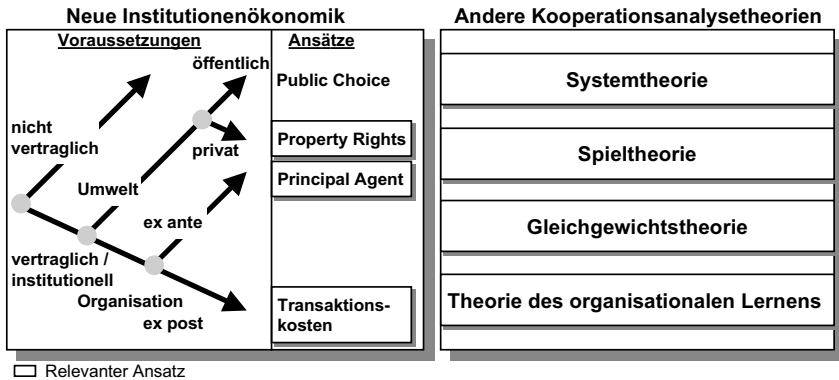 Neue Institutionenökonomik
Voraussetzungen
Ansätze
öffentlich
Public Choice
nicht
vertraglich
privat
Property Rights
Umwelt
Principal Agent
ex ante
vertraglich /
institutionell
Organisation
ex post
Transaktions-
kosten
Andere Kooperationsanalysetheorien
Systemtheorie
Spieltheorie
Gleichgewichtstheorie
Theorie des organisationalen Lernens
Relevanter Ansatz